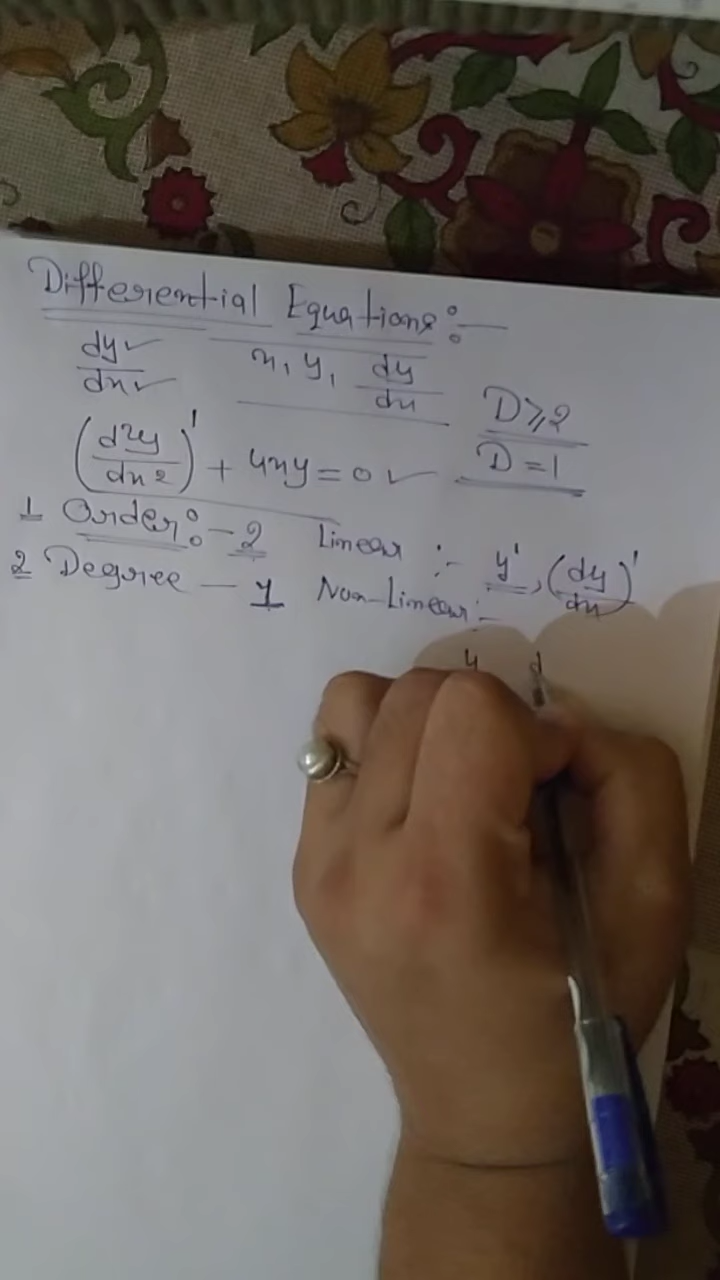 Differential Equations:-
dy✓/dx✓ x, y, dy/dx D⩾2
(d²y/dx²)¹ + 4xy = 0 ✓ D = 1
1 Order:- 2 Linear :- y¹, (dy/dx)¹
2 Degree - 1 Non-Linear:-
y d